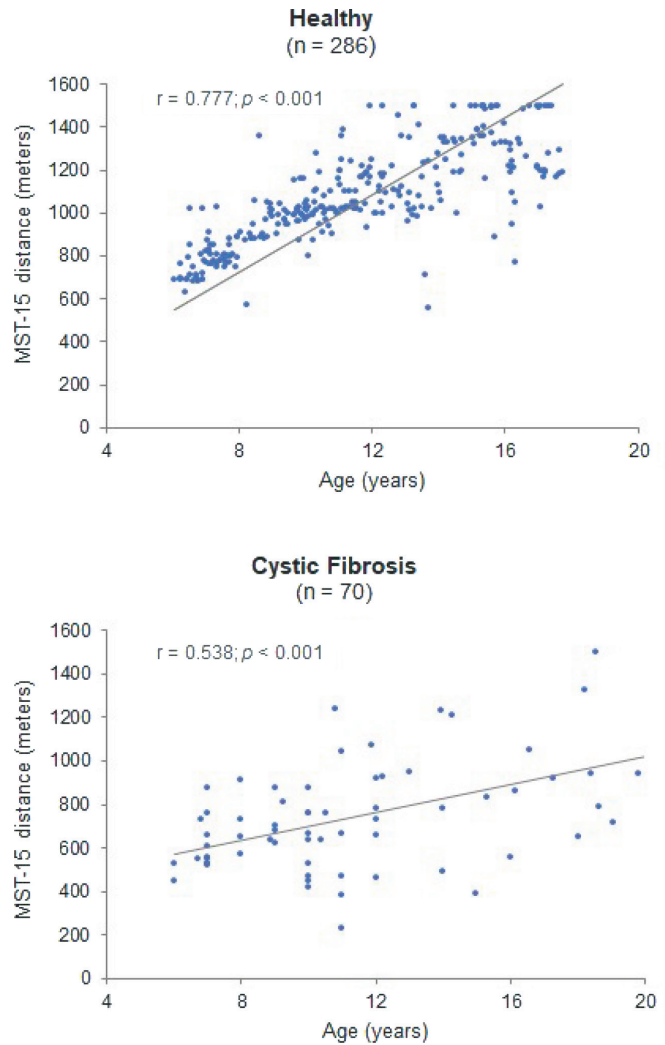 Healthy
(n = 286)
r = 0.777; p < 0.001
MST-15 distance (meters)
1600
1400
1200
1000
800
600
400
200
0
4 8 12 16 20
Age (years)
Cystic Fibrosis
(n = 70)
r = 0.538; p < 0.001
MST-15 distance (meters)
1600
1400
1200
1000
800
600
400
200
0
4 8 12 16 20
Age (years)